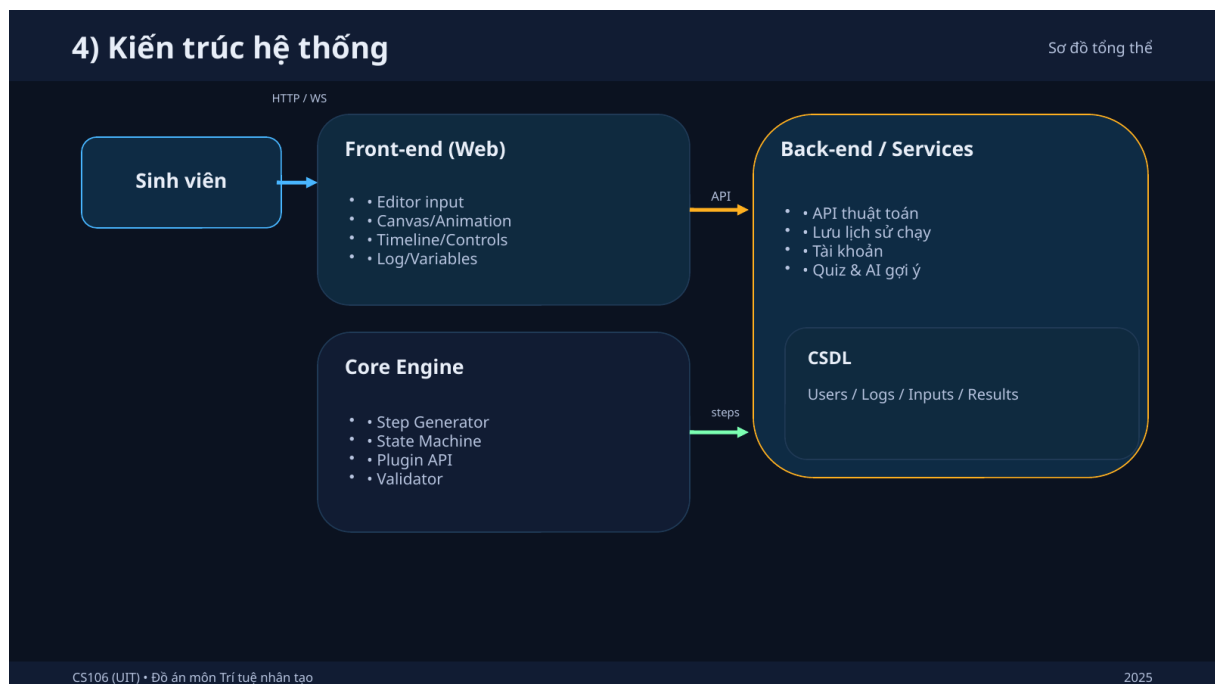 4) Kiến trúc hệ thống
Sơ đồ tổng thể
HTTP / WS
Sinh viên
Front-end (Web)
• • Editor input
• • Canvas/Animation
• • Timeline/Controls
• • Log/Variables
API
Back-end / Services
• • API thuật toán
• • Lưu lịch sử chạy
• • Tài khoản
• • Quiz & AI gợi ý
CSDL
Users / Logs / Inputs / Results
Core Engine
• • Step Generator
• • State Machine
• • Plugin API
• • Validator
steps
CS106 (UIT) • Đồ án môn Trí tuệ nhân tạo
2025